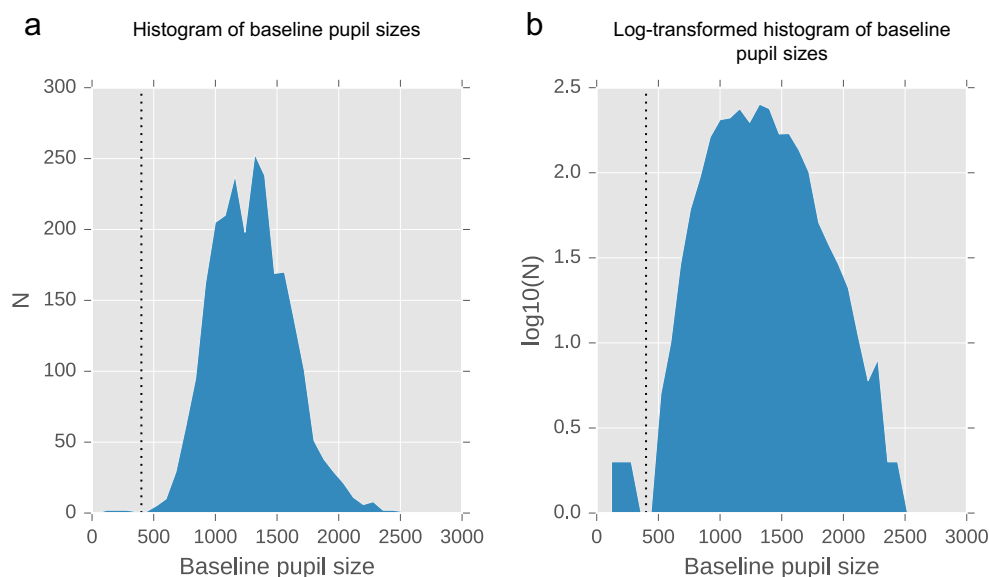 a
Histogram of baseline pupil sizes
300
250
200
150
100
50
0
N
0 500 1000 1500 2000 2500 3000
Baseline pupil size
b
Log-transformed histogram of baseline
pupil sizes
2.5
2.0
1.5
1.0
0.5
0.0
log10(N)
0 500 1000 1500 2000 2500 3000
Baseline pupil size